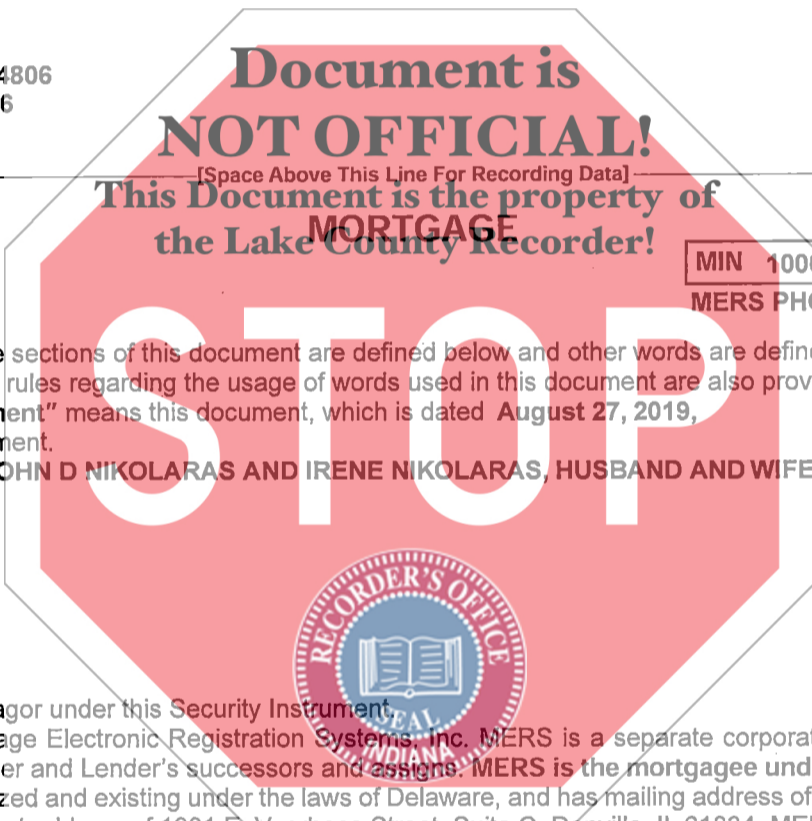 4806
6
Document is
NOT OFFICIAL!
[Space Above This Line For Recording Data]
This Document is the property of
MORTGAGE
the Lake County Recorder!
MIN 100
MERS PH
STOP
e sections of this document are defined below and other words are define
rules regarding the usage of words used in this document are also prov
ent” means this document, which is dated August 27, 2019,
ment.
OHN D NIKOLARAS AND IRENE NIKOLARAS, HUSBAND AND WIFE
RECORDER'S OFFICE
SEAL
INDIANA
agor under this Security Instrument.
age Electronic Registration Systems, Inc. MERS is a separate corporat
er and Lender's successors and assigns. MERS is the mortgagee und
zed and existing under the laws of Delaware, and has mailing address of